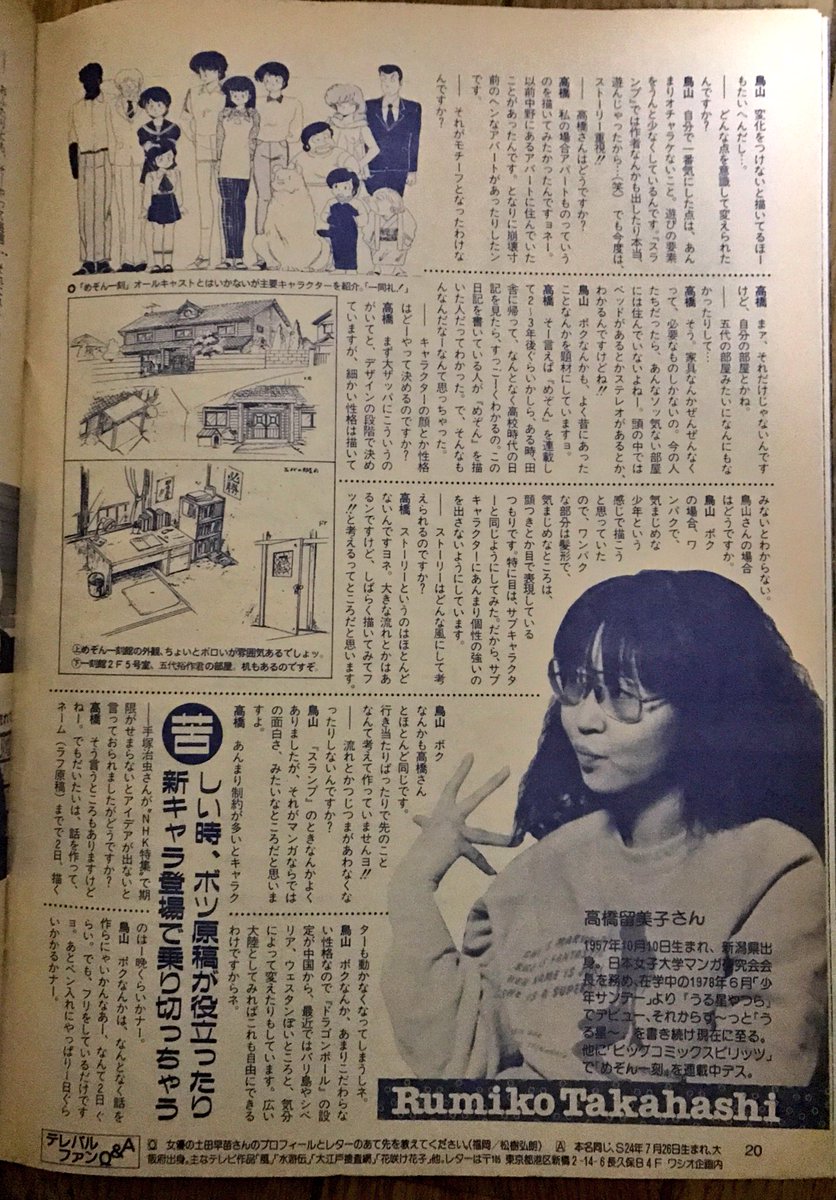 鳥山　変化をつけないと描いてるほー
もたいへんだし…。
――どんな点を意識して変えられた
んですか？
鳥山　自分で一番気にした点は、あん
まりオチャラケないこと。遊びの要素
をうんと少なくしているんです。『スラ
ンプ』では作者なんかも出したり本当、
遊んじゃったから…（笑）　でも今度は、
ストーリー重視!!
――高橋さんはどうですか？
高橋　私の場合アパートものっていう
のを描いてみたかったんですョネー。
以前中野にあるアパートに住んでいた
ことがあったんです。となりに崩壊寸
前のヘンなアパートがあったりしたン
です。
――それがモチーフとなったわけな
んですか？
「めぞん一刻」オールキャストとはいかないが主要キャラクターを紹介。「一同礼！」
高橋　まァ、それだけじゃないんです
けど、自分の部屋とかね。
――五代の部屋みたいになんにもな
かったりして…
高橋　そう。家具なんかぜんぜんなく
って、必要なものしかないの。今の人
たちだったら、あんなソッ気ない部屋
には住んでいないよねー。頭の中では
ベッドがあるとかステレオがあるとか、
わかるんですけどね!!
鳥山　ボクなんかも、よく昔にあった
ことなんかを題材にしていますョ。
高橋　そー言えば『めぞん』を連載し
て2～3年後ぐらいかしら、ある時、田
舎に帰って、なんとなく高校時代の日
記を見たら、すっごーくわかるの。この
日記を書いている人が『めぞん』を描
いた人だってわかった。で、そんなも
んなんだなーなんて思っちゃった。
――キャラクターの顔とか性格
はどーやって決めるのですか？
高橋　まず大ザッパにこういうの
がいてと、デザインの段階で決め
ていますが、細かい性格は描いて
必勝
㊤めぞん一刻館の外観、ちょいとボロいが雰囲気あるでしょッ。
㊦一刻館2F5号室、五代裕作君の部屋。机もあるのですぞ。
みないとわからない。
鳥山さんの場合
はどうですか。
鳥山　ボク
の場合、ワ
ンパクで、
気まじめな
少年という
感じで描こう
と思っていた
ので、ワンパク
な部分は髪形で、
気まじめなところは、
顔つきとか目で表現している
つもりです。特に目は、サブキャラクタ
ーと同じようにしてみた。だから、サブ
キャラクターにあんまり個性の強いの
を出さないようにしています。
――ストーリーはどんな風にして考
えられるのですか？
高橋　ストーリーというのはほとんど
ないんですヨネ。大きな流れとかはあ
るンですけど、しばらく描いてみてフ
ッ!!と考えるってところだと思います。
鳥山　ボク
なんかも高橋さん
とほとんど同じです。
行き当たりばったりで先のこと
なんて考えて作っていませんヨ!!
――流れとかつじつまがあわなくな
ったりしないんですか？
鳥山　『スランプ』のときなんかよく
ありましたが、それがマンガならでは
の面白さ、みたいなところだと思いま
すよ。
高橋　あんまり制約が多いとキャラク
苦しい時、ボツ原稿が役立ったり
新キャラ登場で乗り切っちゃう
ターも動かなくなってしまうしネ。
鳥山　ボクなんか、あまりこだわらな
い性格なので『ドラゴンボール』の設
定が中国から、最近ではバリ島やシベ
リア、ウェスタンぽいところと、気分
によって変えたりもしています。広い
大陸としてみればこれも自由にできる
わけですからネ。
――手塚治虫さんが“NHK特集”で期
限がせまらないとアイデアが出ないと
言っておられましたがどうですか？
高橋　そう言うところもありますけど
ねー。でもだいたいは、話を作って、
ネーム（ラフ原稿）までで2日、描く
のは一晩くらいかナー。
鳥山　ボクなんかは、なんとなく話を
作らにゃいかんなあー、なんて2日ぐ
らい。でも、フリをしているだけです
ョ。あとペン入れにやっぱり一日ぐら
いかかるかナー。
高橋留美子さん
1957年10月10日生まれ、新潟県出
身。日本女子大学マンガ研究会会
長を務め、在学中の1978年6月「少
年サンデー」より「うる星やつら」
でデビュー、それからず～っと「う
る星～」を書き続け現在に至る。
他に「ビッグコミックスピリッツ」
で「めぞん一刻」を連載中デス。
Rumiko Takahashi
テレパル
ファンQ&A
Q　女優の土田早苗さんのプロフィールとレターのあて先を教えてください。（福岡／松樹弘朗）　A　本名同じ、S24年7月26日生まれ、大
阪府出身。主なテレビ作品「風」「水滸伝」「大江戸捜査網」「花咲け花子」他。レターは〒105 東京都港区新橋2-14-6長久保B4F ワシオ企画内
20